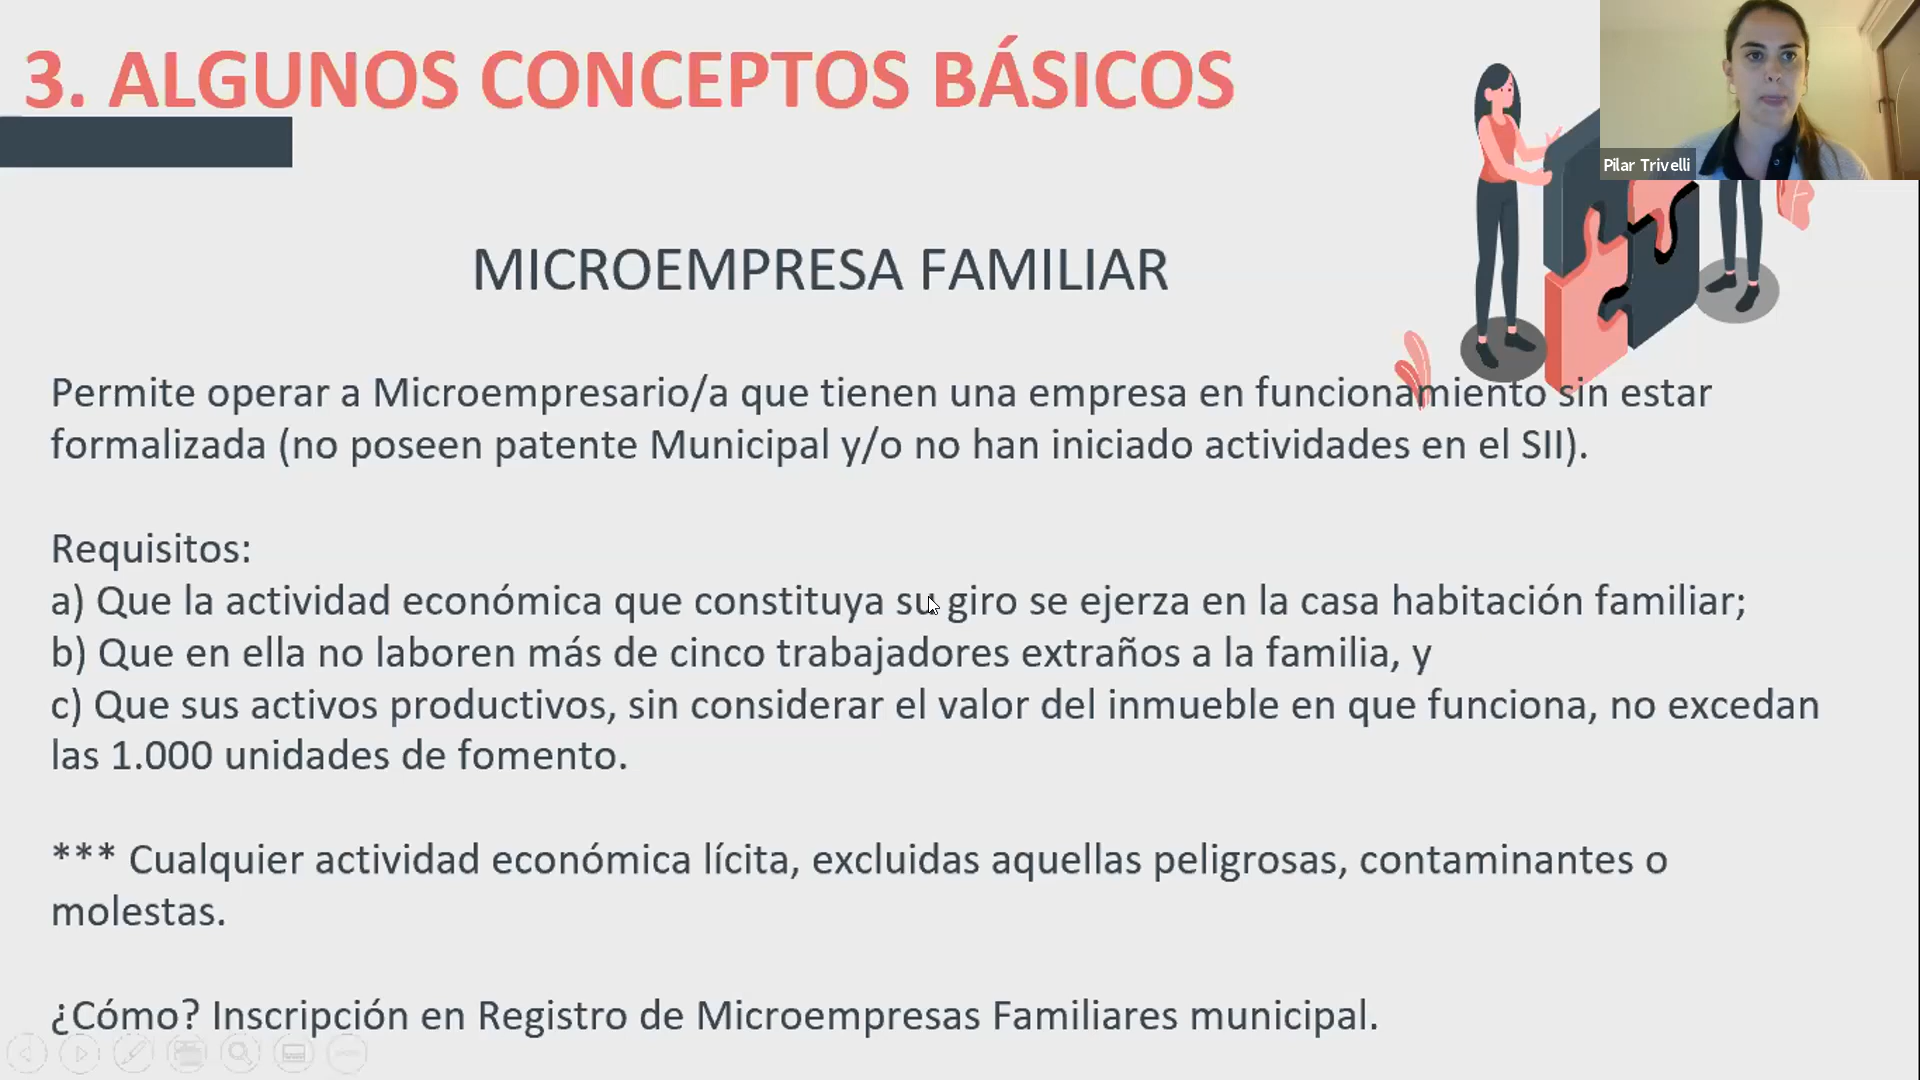 3. ALGUNOS CONCEPTOS BÁSICOS
Pilar Trivelli
MICROEMPRESA FAMILIAR
Permite operar a Microempresario/a que tienen una empresa en funcionamiento sin estar
formalizada (no poseen patente Municipal y/o no han iniciado actividades en el SII).
Requisitos:
a) Que la actividad económica que constituya su giro se ejerza en la casa habitación familiar;
b) Que en ella no laboren más de cinco trabajadores extraños a la familia, y
c) Que sus activos productivos, sin considerar el valor del inmueble en que funciona, no excedan
las 1.000 unidades de fomento.
*** Cualquier actividad económica lícita, excluidas aquellas peligrosas, contaminantes o
molestas.
¿Cómo? Inscripción en Registro de Microempresas Familiares municipal.